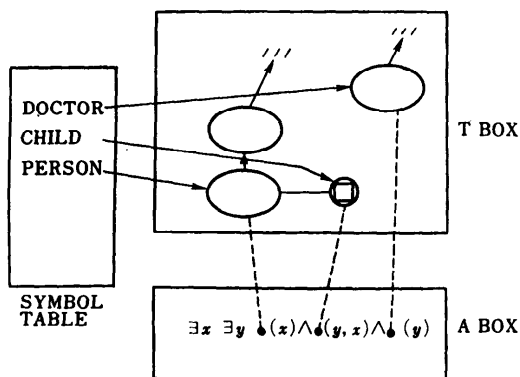 DOCTOR
CHILD
PERSON
SYMBOL
TABLE
T BOX
∃x ∃y •(x)∧•(y, x)∧• (y)
A BOX